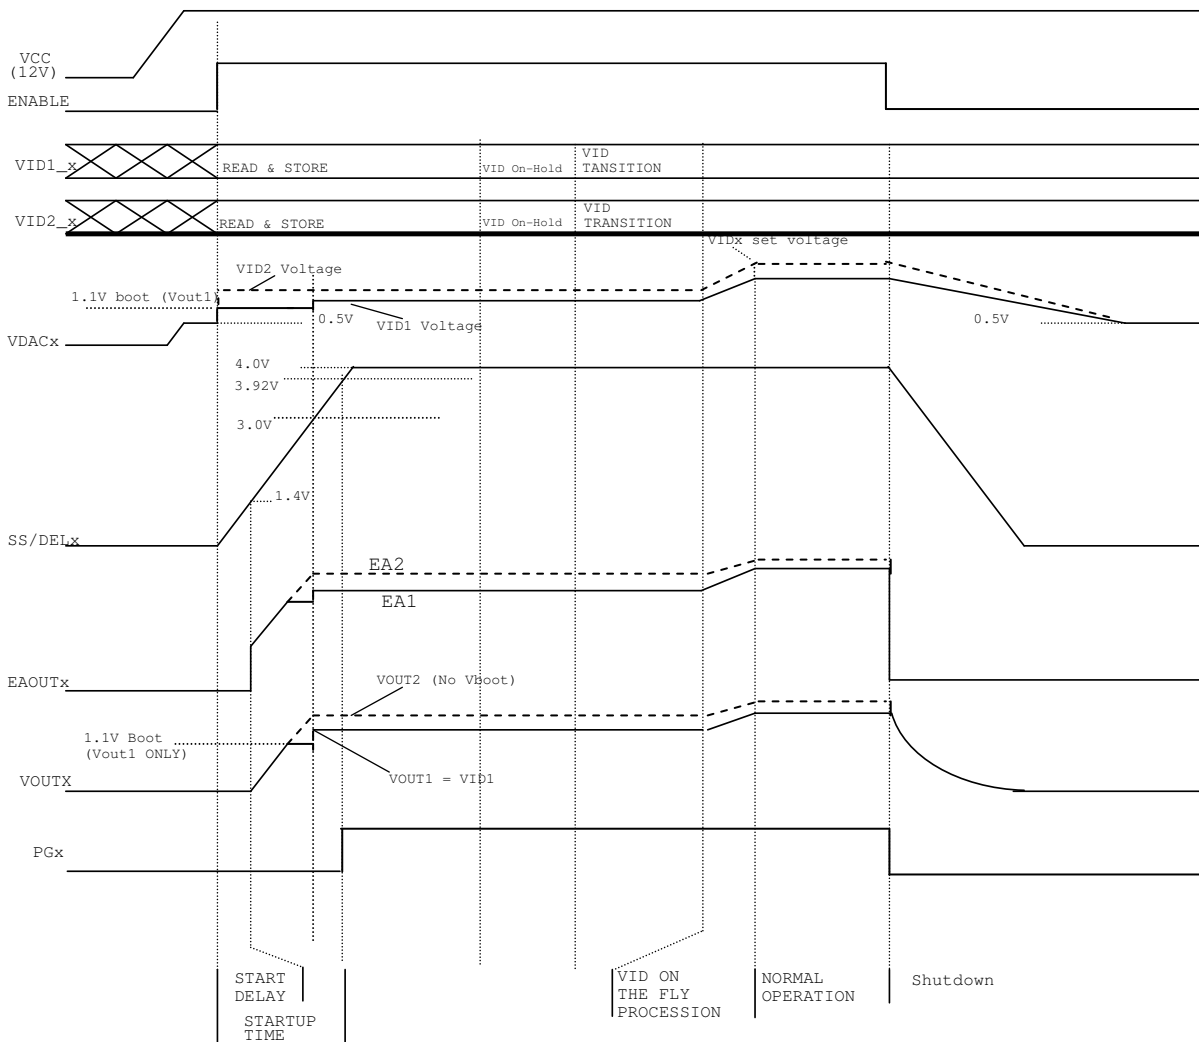 VCC
(12V)
ENABLE
VID1_x
READ & STORE
VID On-Hold
VID
TANSITION
VID2_x
READ & STORE
VID On-Hold
VID
TRANSITION
VIDx set voltage
VID2 Voltage
1.1V boot (Vout1)
0.5V
VID1 Voltage
0.5V
VDACx
4.0V
3.92V
3.0V
1.4V
SS/DELx
EA2
EA1
EAOUTx
VOUT2 (No Vboot)
1.1V Boot
(Vout1 ONLY)
VOUTX
VOUT1 = VID1
PGx
START
DELAY
STARTUP
TIME
VID ON
THE FLY
PROCESSION
NORMAL
OPERATION
Shutdown